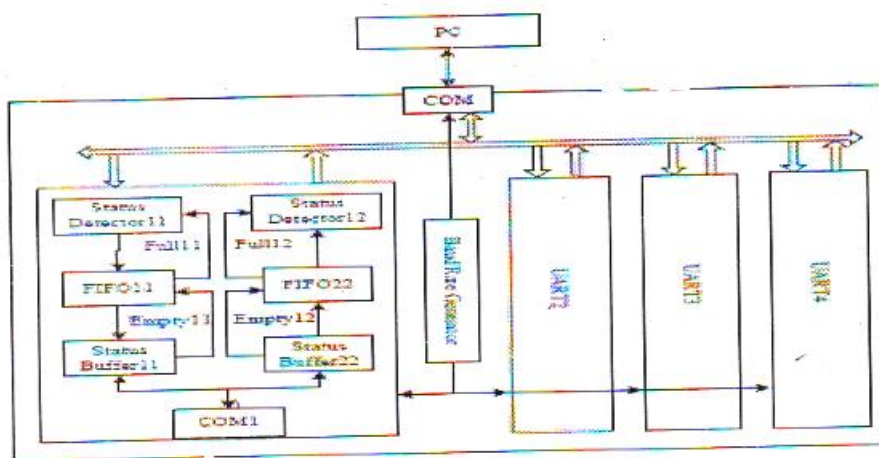 PC
COM
Status
Detector11
Status
Detector12
Full11
Full12
FIFO11
FIFO22
Empty11
Empty12
Status
Buffer11
Status
Buffer22
COM1
Baud Rate Generator
UART2
UART3
UART4